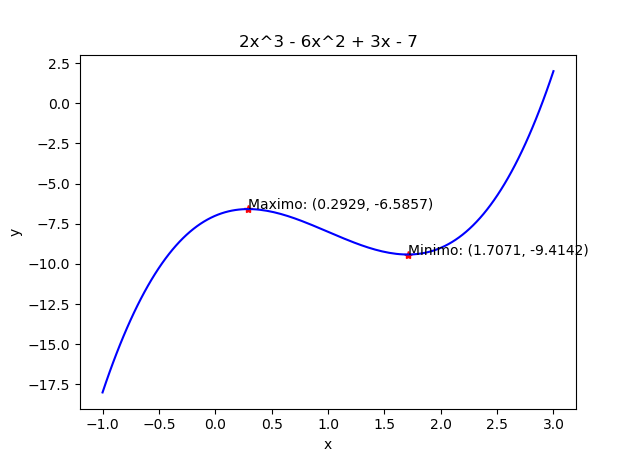 2x^3 - 6x^2 + 3x - 7
2.5
0.0
−2.5
−5.0
Maximo: (0.2929, -6.5857)
−7.5
Minimo: (1.7071, -9.4142)
−10.0
−12.5
−15.0
−17.5
y
−1.0 −0.5 0.0 0.5 1.0 1.5 2.0 2.5 3.0
x